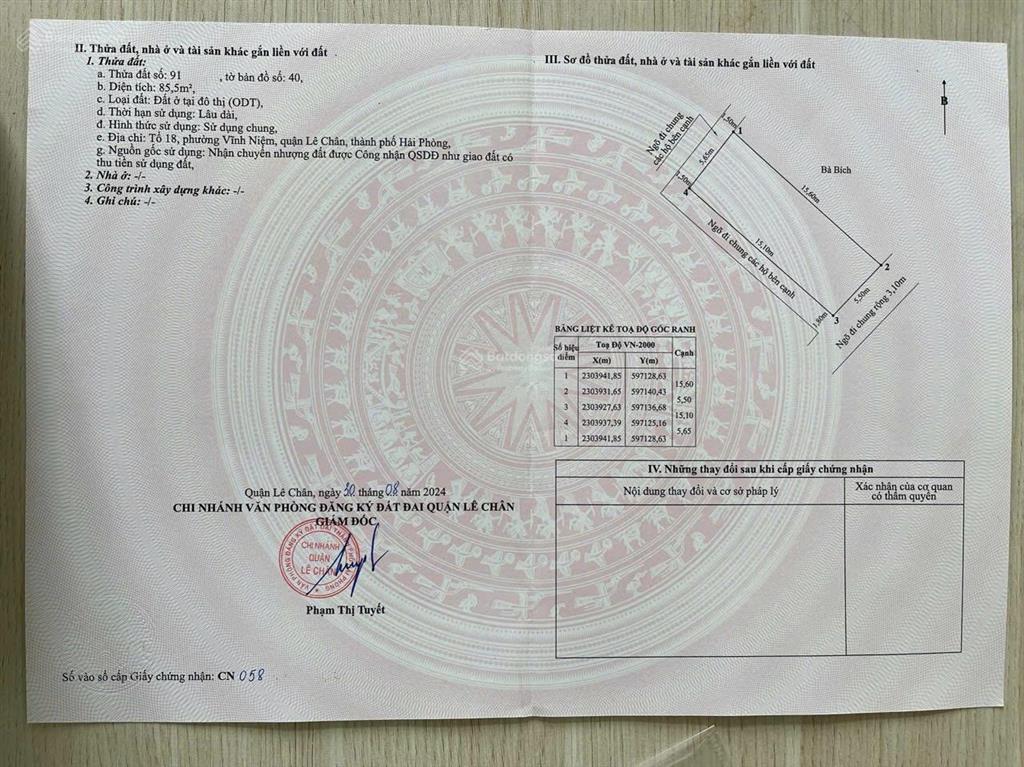 II. Thửa đất, nhà ở và tài sản khác gắn liền với đất
1. Thửa đất:
a. Thửa đất số: 91 , tờ bản đồ số: 40,
b. Diện tích: 85,5m²,
c. Loại đất: Đất ở tại đô thị (ODT),
d. Thời hạn sử dụng: Lâu dài,
đ. Hình thức sử dụng: Sử dụng chung,
e. Địa chỉ: Tổ 18, phường Vĩnh Niệm, quận Lê Chân, thành phố Hải Phòng,
g. Nguồn gốc sử dụng: Nhận chuyển nhượng đất được Công nhận QSDĐ như giao đất có
thu tiền sử dụng đất,
2. Nhà ở: -/-
3. Công trình xây dựng khác: -/-
4. Ghi chú: -/-
Quận Lê Chân, ngày 30 tháng 08 năm 2024
CHI NHÁNH VĂN PHÒNG ĐĂNG KÝ ĐẤT ĐAI QUẬN LÊ CHÂN
GIÁM ĐỐC
CHI NHÁNH
QUẬN
LÊ CHÂN
Phạm Thị Tuyết
Số vào sổ cấp Giấy chứng nhận: CN 058
III. Sơ đồ thửa đất, nhà ở và tài sản khác gắn liền với đất
B
Ngõ đi chung
các hộ bên cạnh
1,50m
1
5,65m
1,50m
4
Bà Bích
15,60m
15,10m
Ngõ đi chung các hộ bên cạnh
2
5,50m
3
1,80m
Ngõ đi chung rộng 3,10m
BẢNG LIỆT KÊ TOẠ ĐỘ GÓC RANH
Số hiệu điểm Toạ Độ VN-2000 Cạnh
X(m) Y(m)
1 2303941,85 597128,63
15,60
2 2303931,65 597140,43
5,50
3 2303927,63 597136,68
15,10
4 2303937,39 597125,16
5,65
1 2303941,85 597128,63
IV. Những thay đổi sau khi cấp giấy chứng nhận
Nội dung thay đổi và cơ sở pháp lý
Xác nhận của cơ quan
có thẩm quyền
Batdongsan